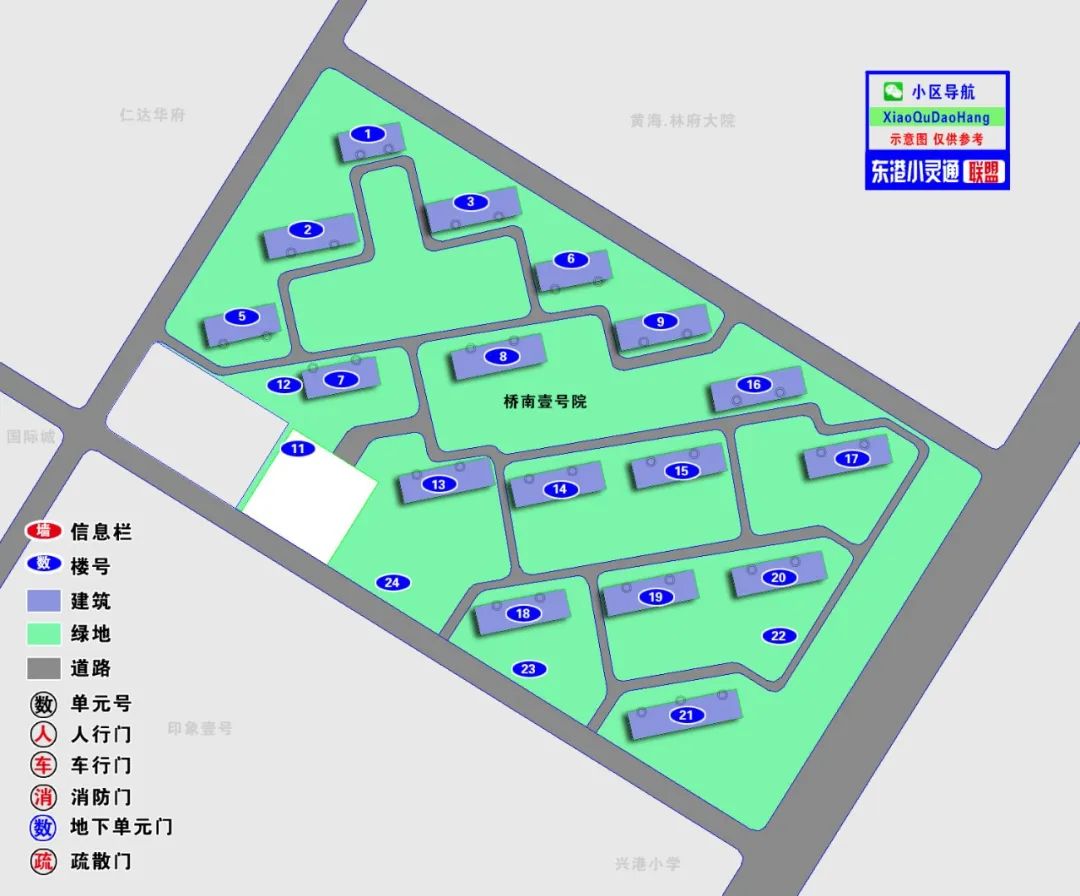 仁达华府
黄海.林府大院
小区导航
XiaoQuDaoHang
示意图 仅供参考
东港小灵通 联盟
1
3
2
6
5
9
8
7
12
16
桥南壹号院
国际城
11
17
15
13
14
20
24
19
18
22
23
21
印象壹号
兴港小学
墙 信息栏
数 楼号
建筑
绿地
道路
数 单元号
人 人行门
车 车行门
消 消防门
数 地下单元门
疏 疏散门